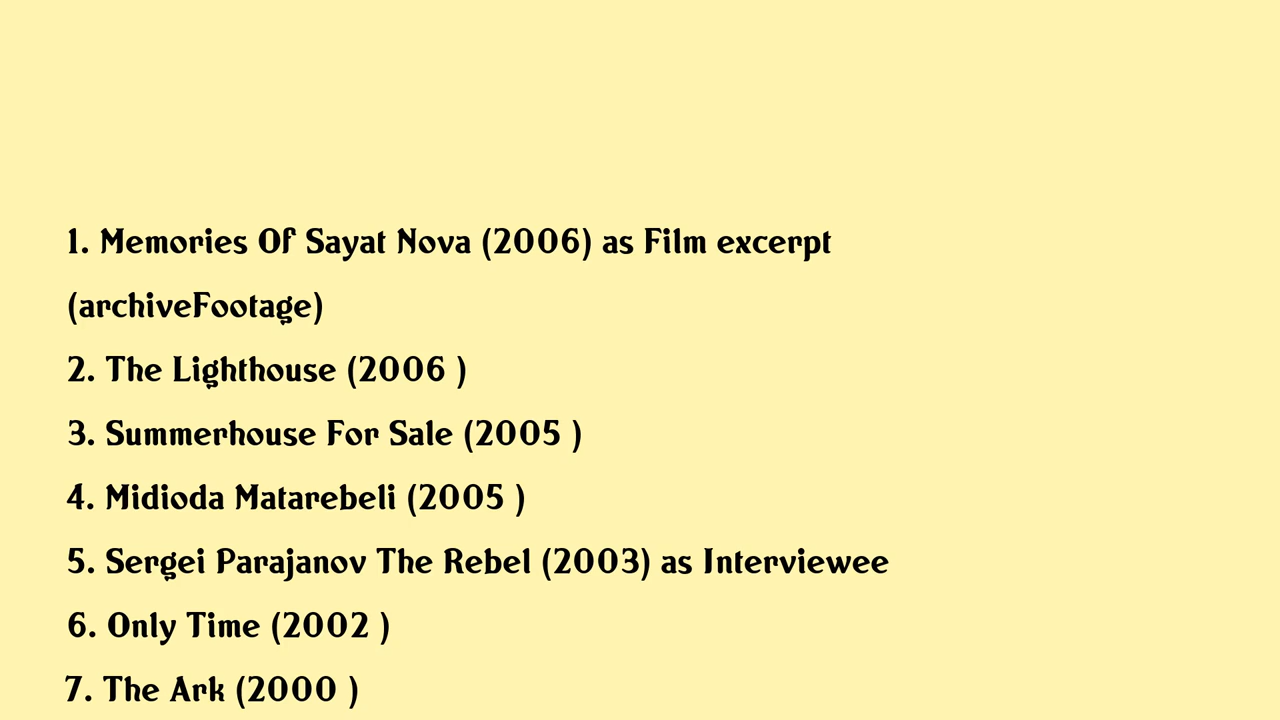 1. Memories Of Sayat Nova (2006) as Film excerpt
(archiveFootage)
2. The Lighthouse (2006 )
3. Summerhouse For Sale (2005 )
4. Midioda Matarebeli (2005 )
5. Sergei Parajanov The Rebel (2003) as Interviewee
6. Only Time (2002 )
7. The Ark (2000 )